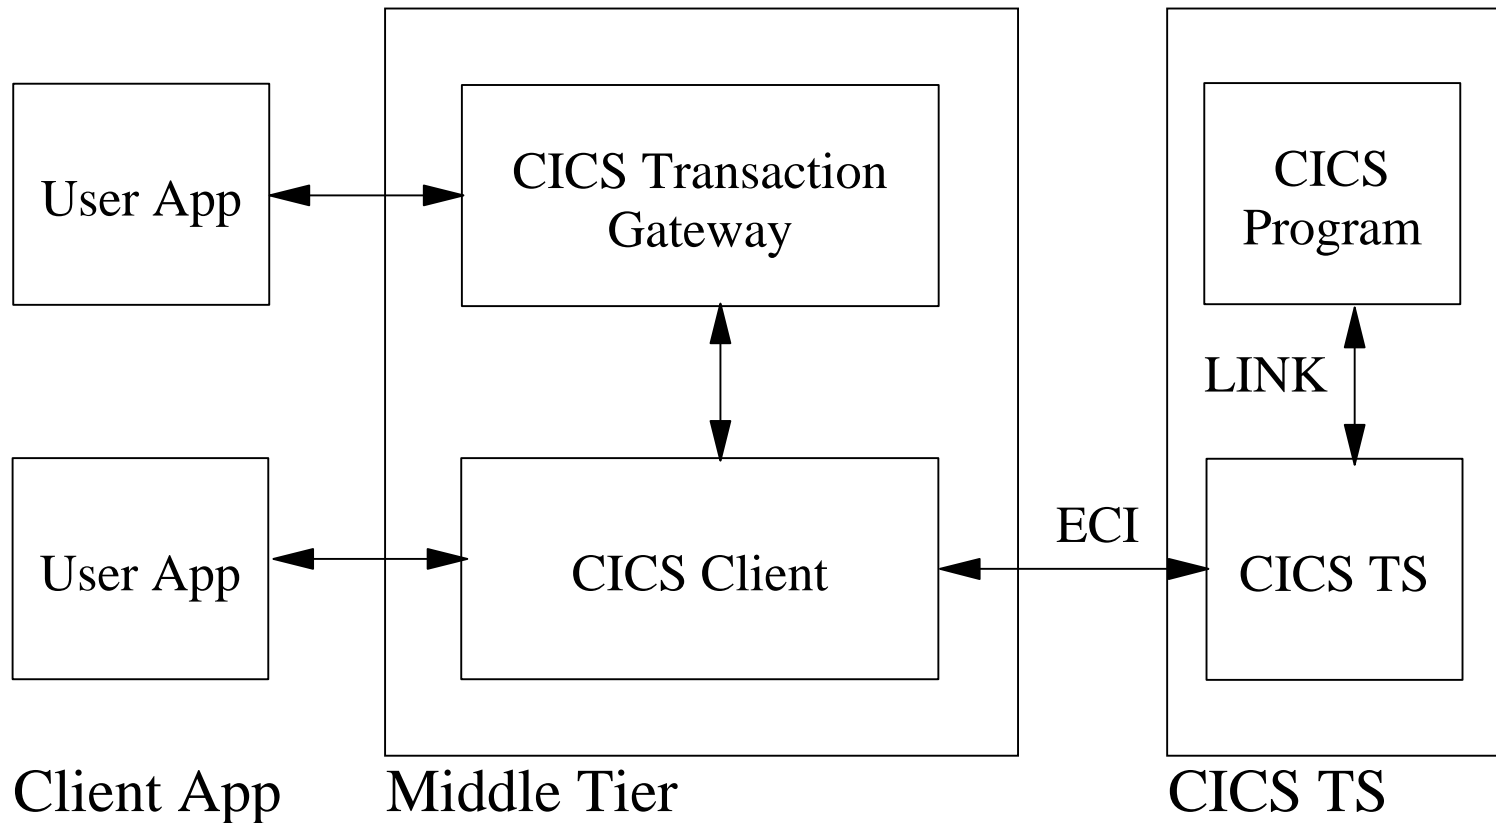 User App
CICS Transaction
Gateway
CICS
Program
LINK
User App
CICS Client
ECI
CICS TS
Client App
Middle Tier
CICS TS